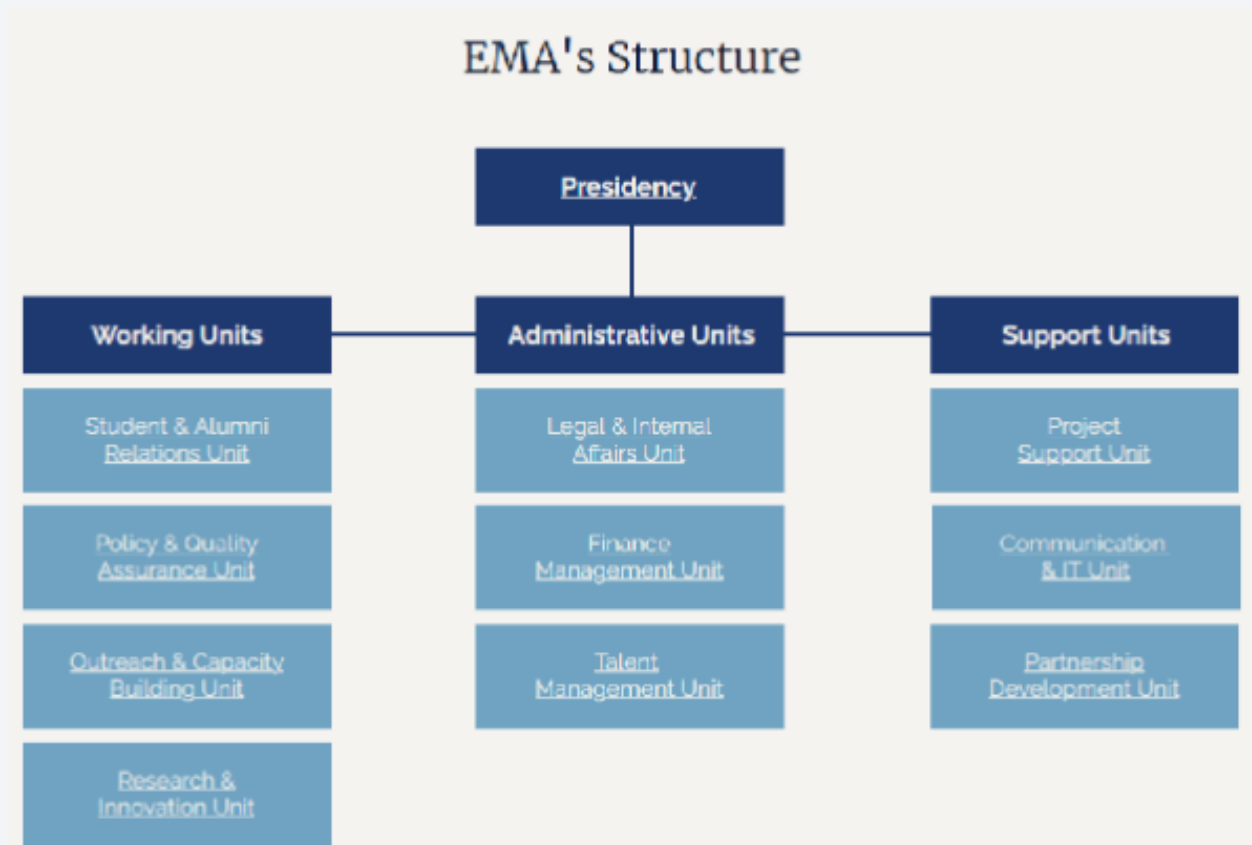 EMA's Structure
Presidency
Working Units
Administrative Units
Support Units
Student & Alumni
Relations Unit
Legal & Internal
Affairs Unit
Project
Support Unit
Policy & Quality
Assurance Unit
Finance
Management Unit
Communication
& IT Unit
Outreach & Capacity
Building Unit
Talent
Management Unit
Partnership
Development Unit
Research &
Innovation Unit